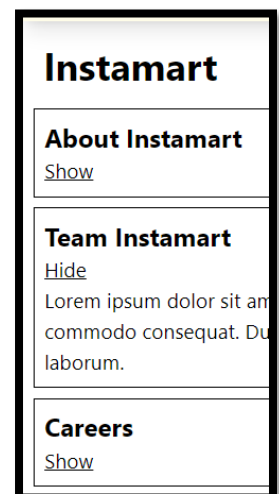 Instamart
About Instamart
Show
Team Instamart
Hide
Lorem ipsum dolor sit am
commodo consequat. Du
laborum.
Careers
Show